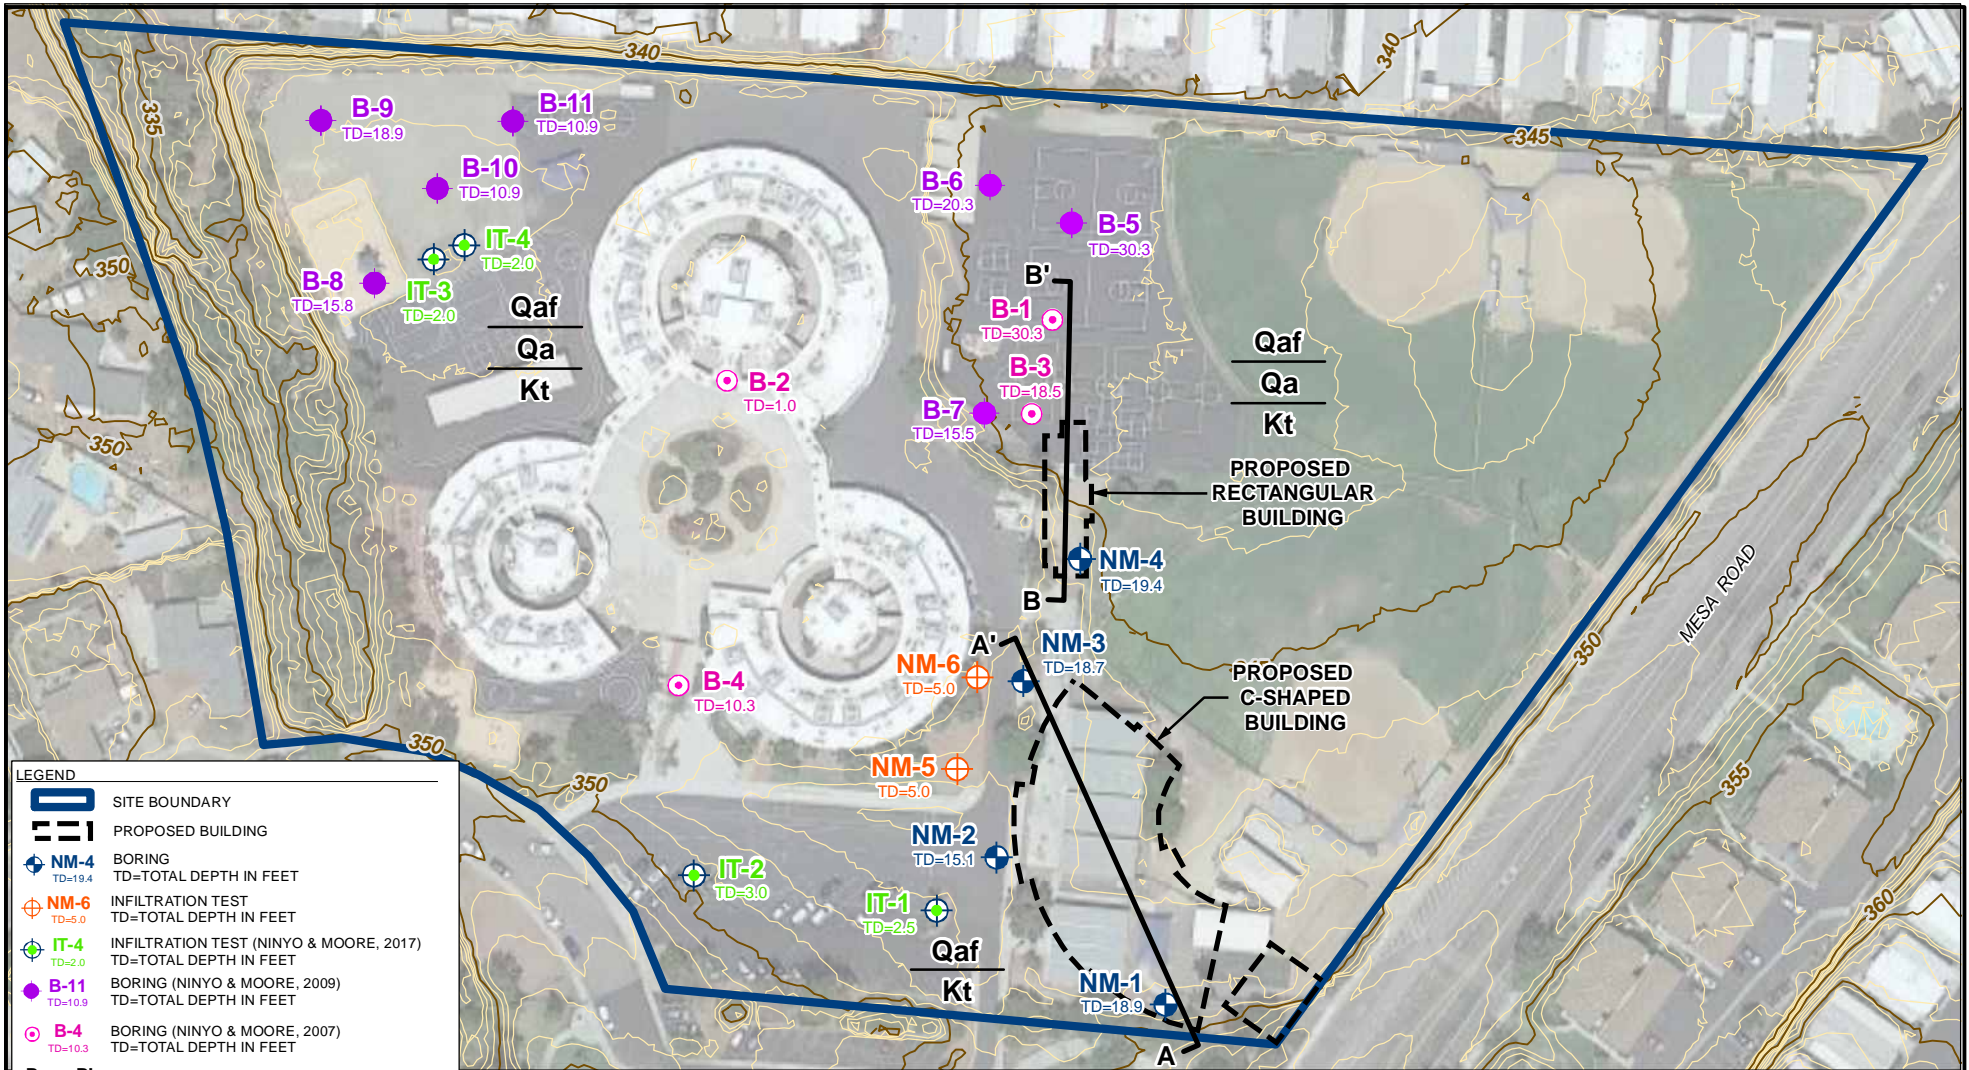 340
340
345
335
B-9
TD=18.9
B-11
TD=10.9
B-10
TD=10.9
IT-4
TD=2.0
IT-3
TD=2.0
B-8
TD=15.8
350
350
Qaf
Qa
Kt
B-2
TD=1.0
B-6
TD=20.3
B-5
TD=30.3
B'
B-1
TD=30.3
B-3
TD=18.5
B-7
TD=15.5
Qaf
Qa
Kt
PROPOSED
RECTANGULAR
BUILDING
NM-4
TD=19.4
B
A'
NM-3
TD=18.7
NM-6
TD=5.0
B-4
TD=10.3
PROPOSED
C-SHAPED
BUILDING
MESA ROAD
350
350
350
355
360
NM-5
TD=5.0
NM-2
TD=15.1
IT-2
TD=3.0
IT-1
TD=2.5
Qaf
Kt
NM-1
TD=18.9
A
LEGEND
SITE BOUNDARY
PROPOSED BUILDING
NM-4 BORING
TD=19.4 TD=TOTAL DEPTH IN FEET
NM-6 INFILTRATION TEST
TD=5.0 TD=TOTAL DEPTH IN FEET
IT-4 INFILTRATION TEST (NINYO & MOORE, 2017)
TD=2.0 TD=TOTAL DEPTH IN FEET
B-11 BORING (NINYO & MOORE, 2009)
TD=10.9 TD=TOTAL DEPTH IN FEET
B-4 BORING (NINYO & MOORE, 2007)
TD=10.3 TD=TOTAL DEPTH IN FEET